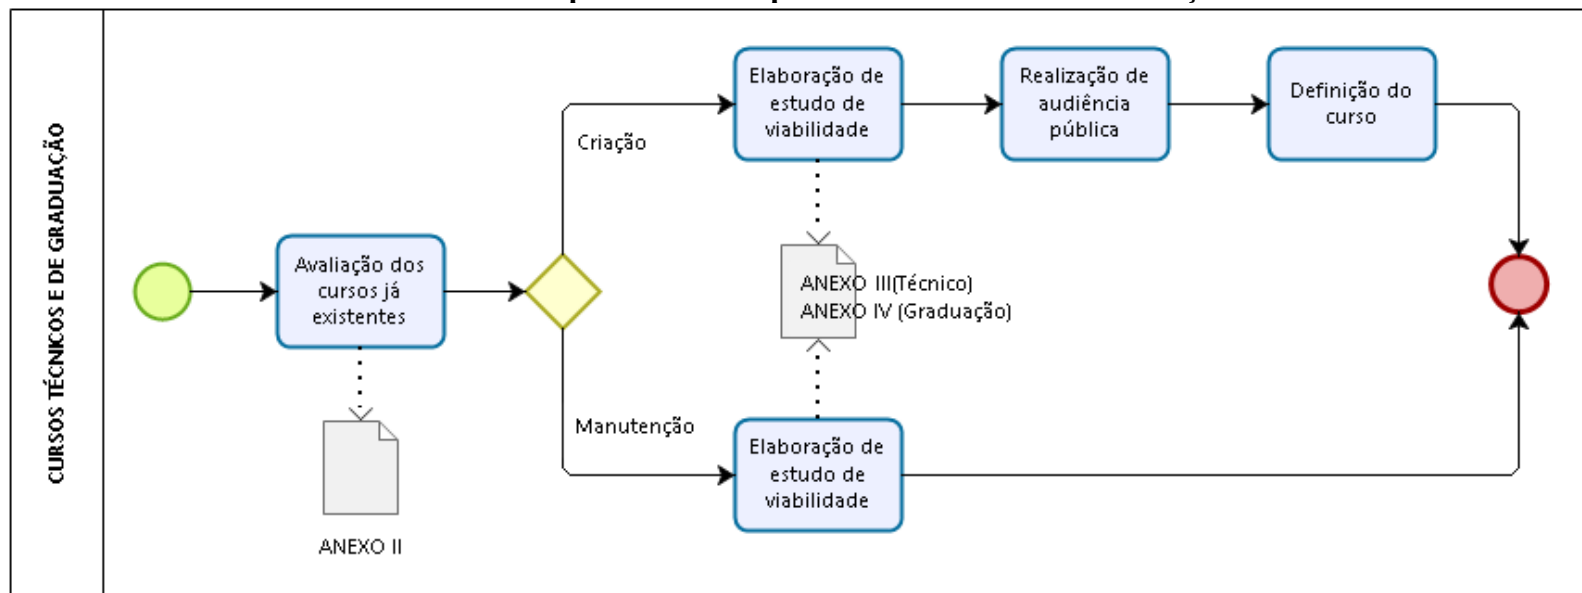 CURSOS TÉCNICOS E DE GRADUAÇÃO
Avaliação dos
cursos já
existentes
ANEXO II
Criação
Manutenção
Elaboração de
estudo de
viabilidade
Realização de
audiência
pública
Definição do
curso
ANEXO III(Técnico)
ANEXO IV (Graduação)
Elaboração de
estudo de
viabilidade